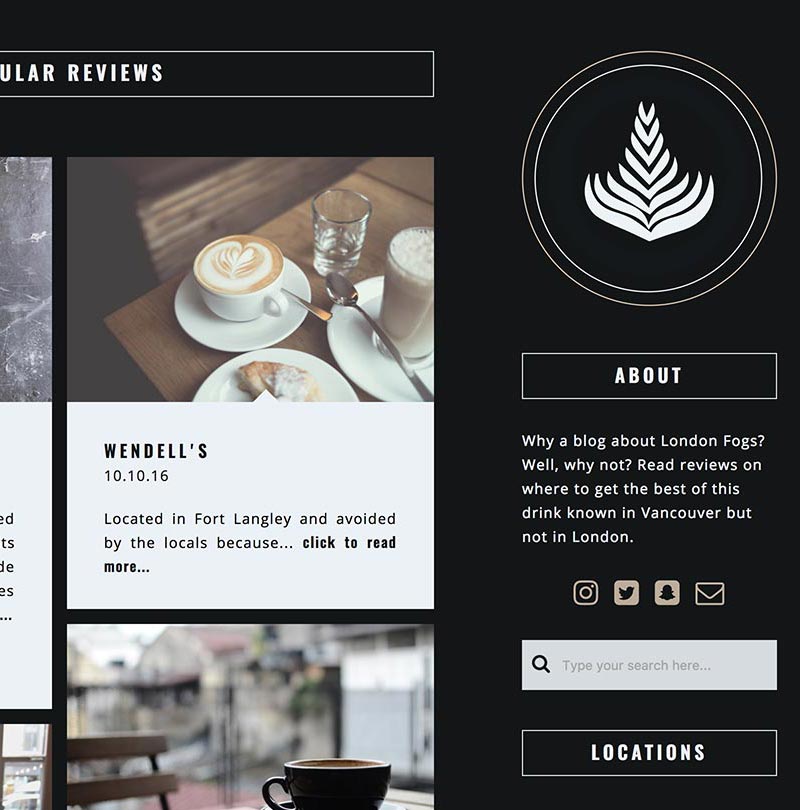 ULAR REVIEWS
WENDELL'S
10.10.16
Located in Fort Langley and avoided
by the locals because... click to read
more...
ed
ts
de
es
...
ABOUT
Why a blog about London Fogs?
Well, why not? Read reviews on
where to get the best of this
drink known in Vancouver but
not in London.
Type your search here...
LOCATIONS